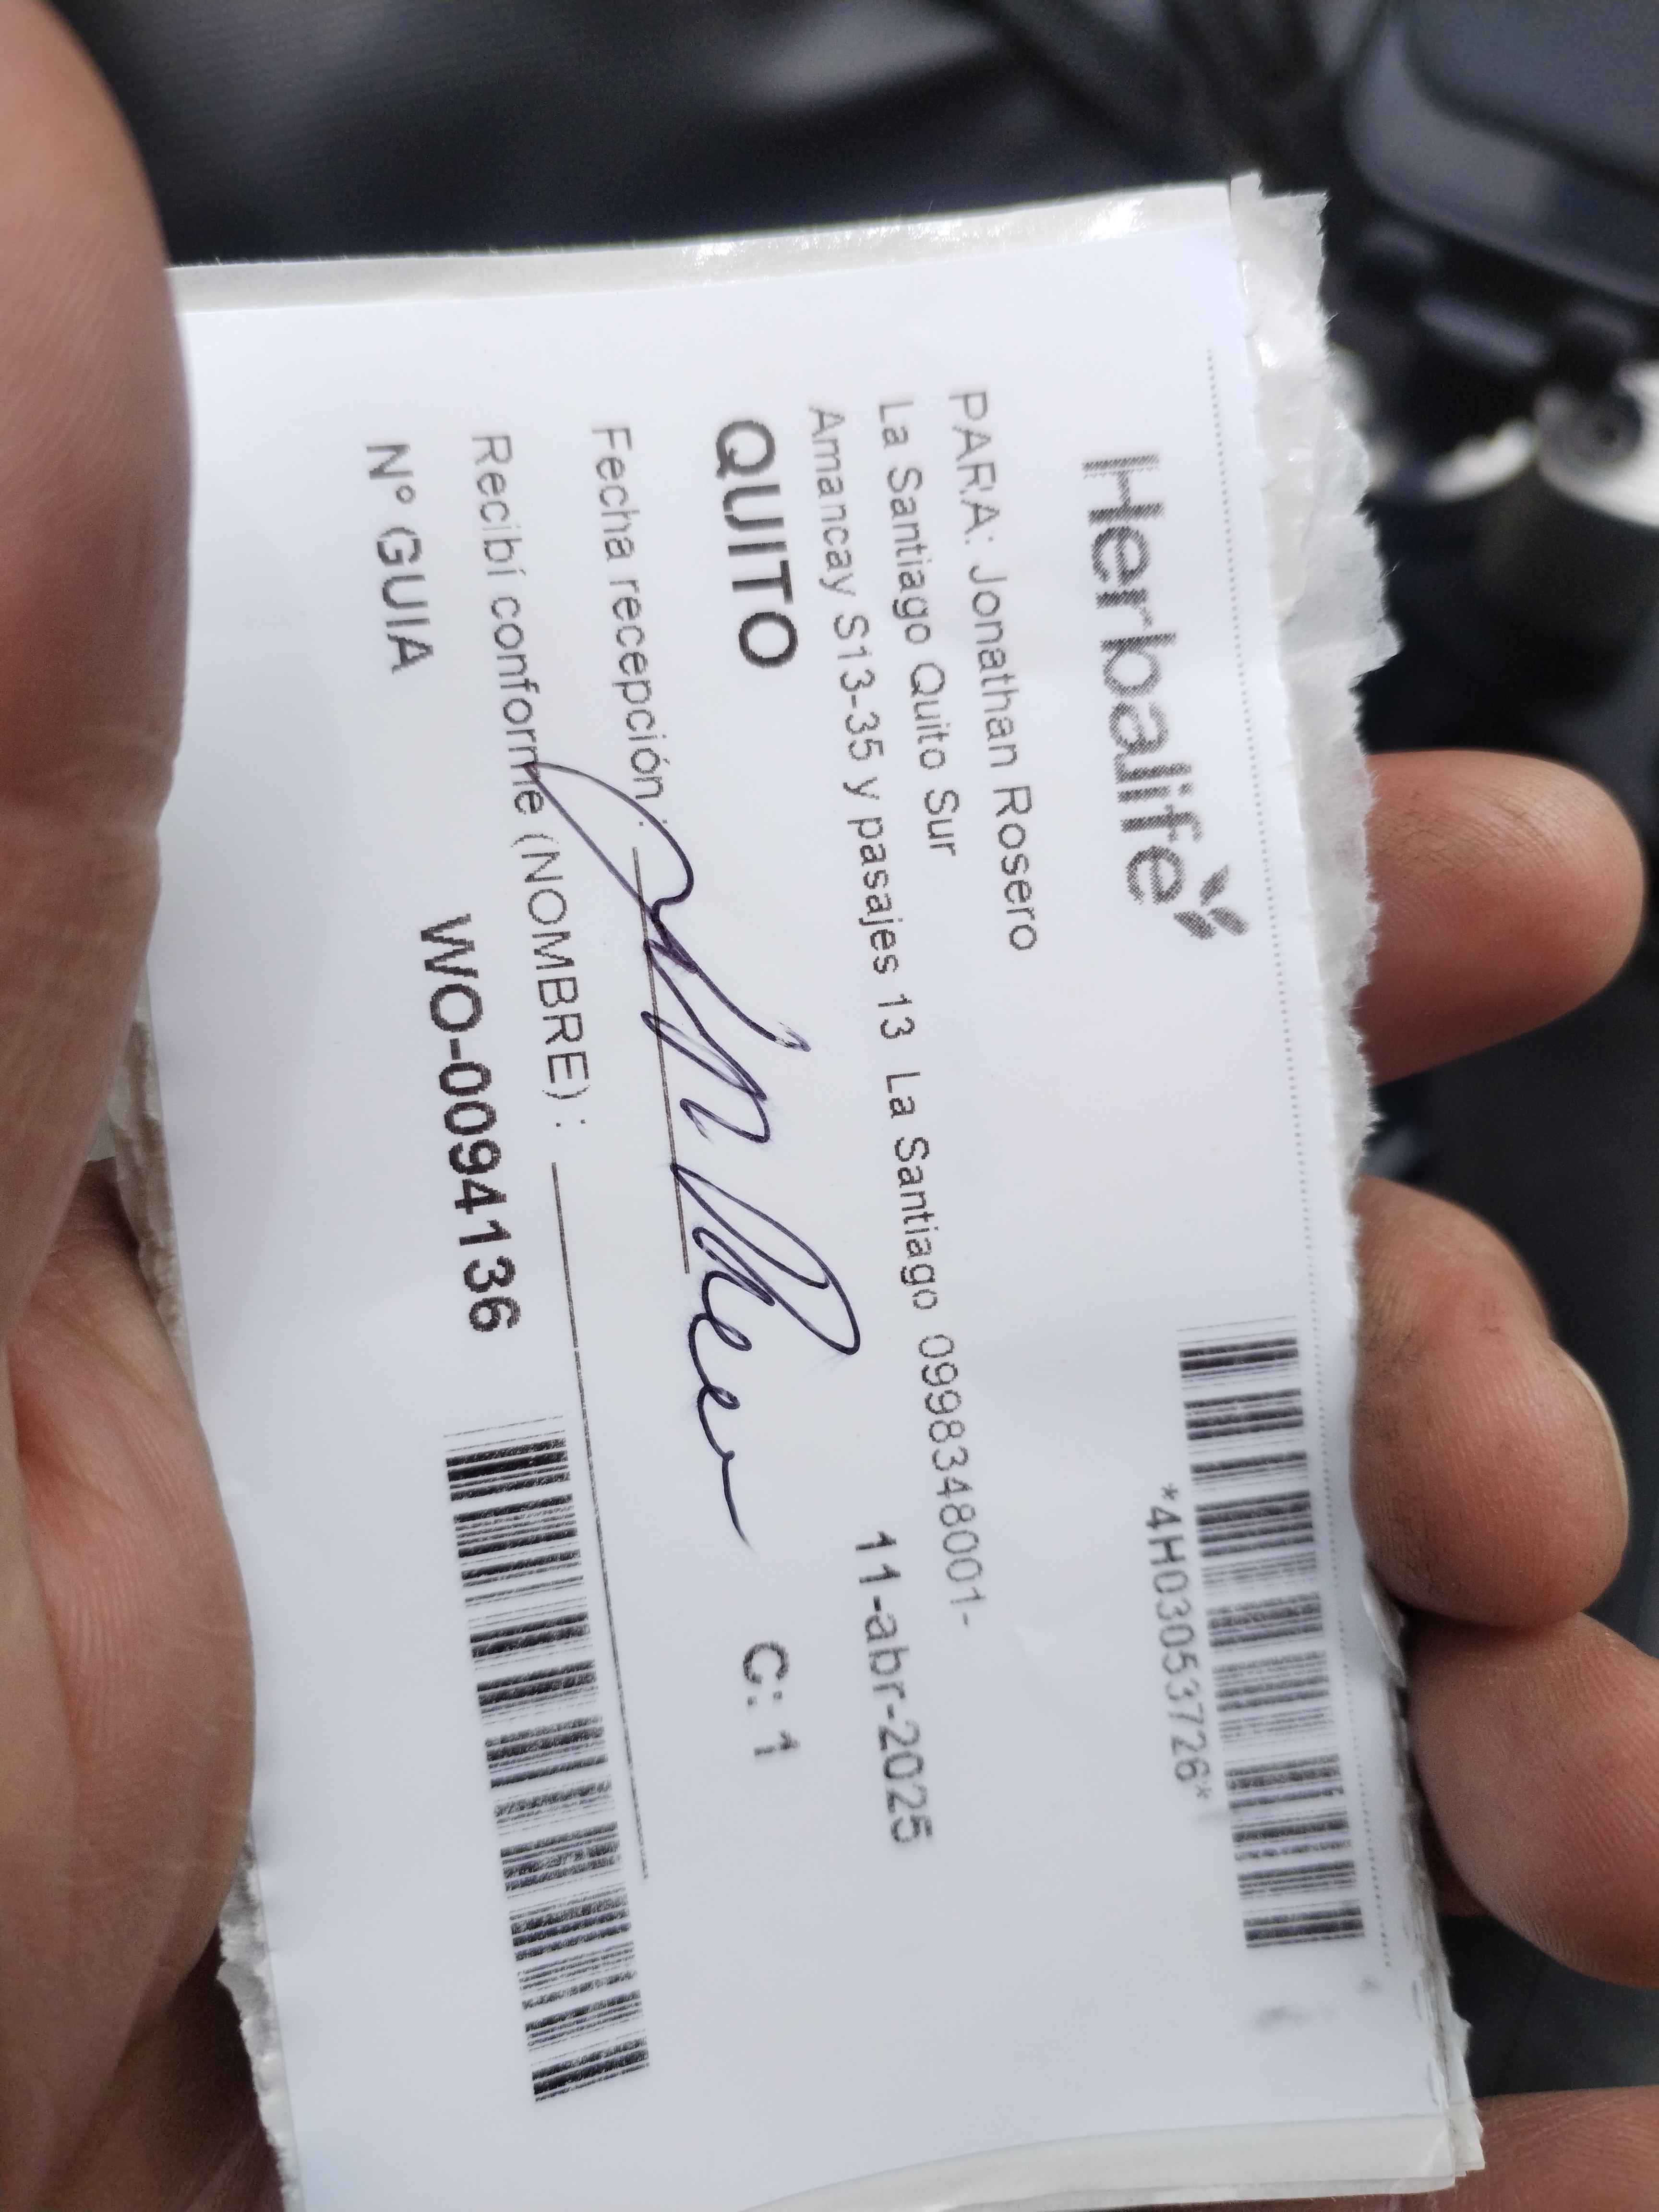 Herbalife
*4H03053726*
PARA: Jonathan Rosero
La Santiago Quito Sur
Amancay S13-35 y pasajes 13 La Santiago 0998348001-
11-abr-2025
QUITO
C: 1
Fecha recepción :
Recibí conforme (NOMBRE) :
N° GUIA WO-0094136